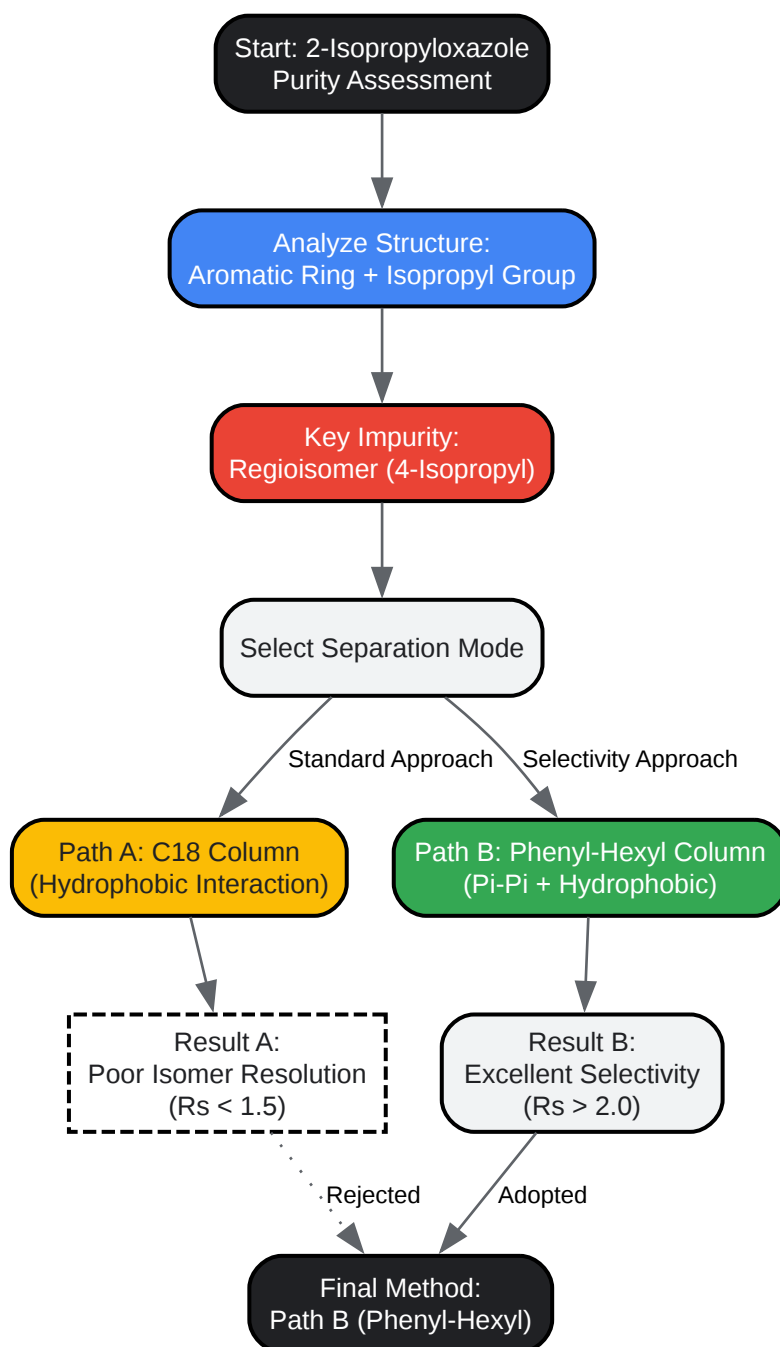 Start: 2-Isopropyloxazole
Purity Assessment
Analyze Structure:
Aromatic Ring + Isopropyl Group
Key Impurity:
Regioisomer (4-Isopropyl)
Select Separation Mode
Standard Approach
Selectivity Approach
Path A: C18 Column
(Hydrophobic Interaction)
Path B: Phenyl-Hexyl Column
(Pi-Pi + Hydrophobic)
Result A:
Poor Isomer Resolution
(Rs < 1.5)
Result B:
Excellent Selectivity
(Rs > 2.0)
Rejected
Adopted
Final Method:
Path B (Phenyl-Hexyl)